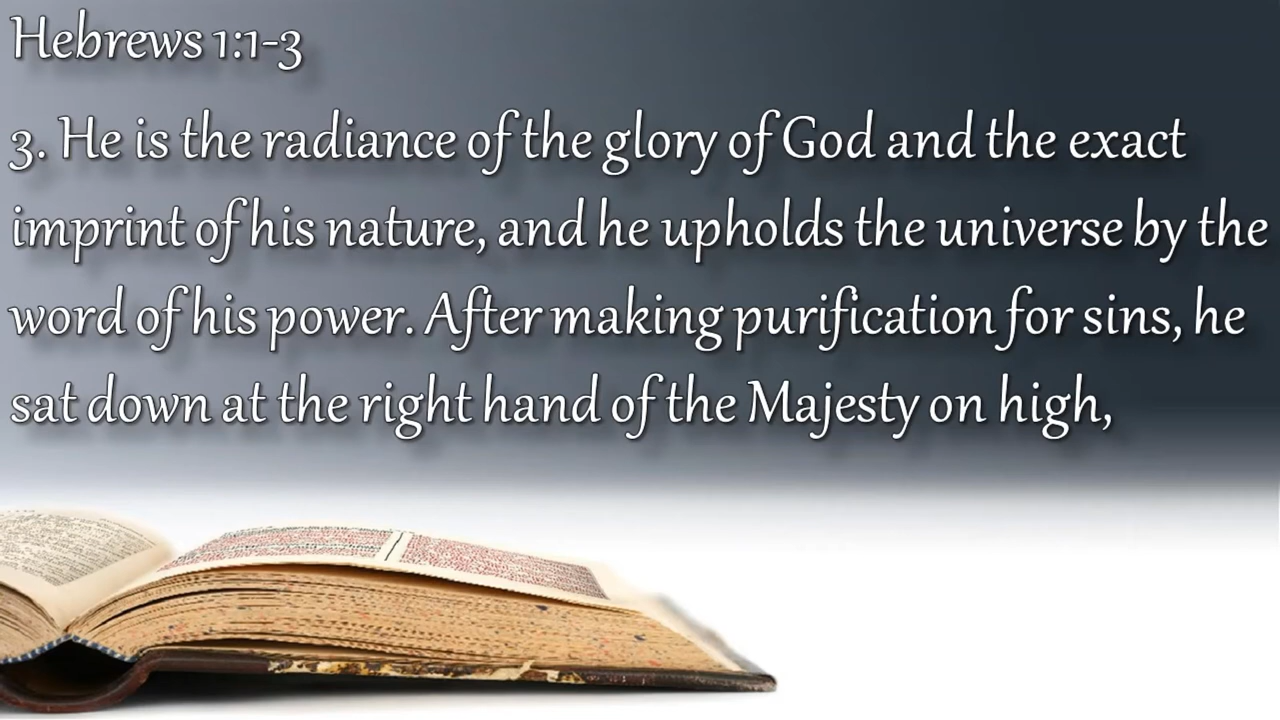 Hebrews 1:1-3
3. He is the radiance of the glory of God and the exact
imprint of his nature, and he upholds the universe by the
word of his power. After making purification for sins, he
sat down at the right hand of the Majesty on high,